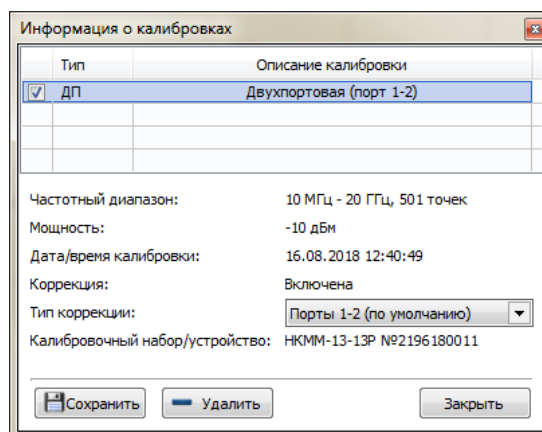 Информация о калибровках
Тип Описание калибровки
ДП Двухпортовая (порт 1-2)
Частотный диапазон: 10 МГц - 20 ГГц, 501 точек
Мощность: -10 дБм
Дата/время калибровки: 16.08.2018 12:40:49
Коррекция: Включена
Тип коррекции: Порты 1-2 (по умолчанию)
Калибровочный набор/устройство: НКММ-13-13Р №2196180011
Сохранить Удалить Закрыть